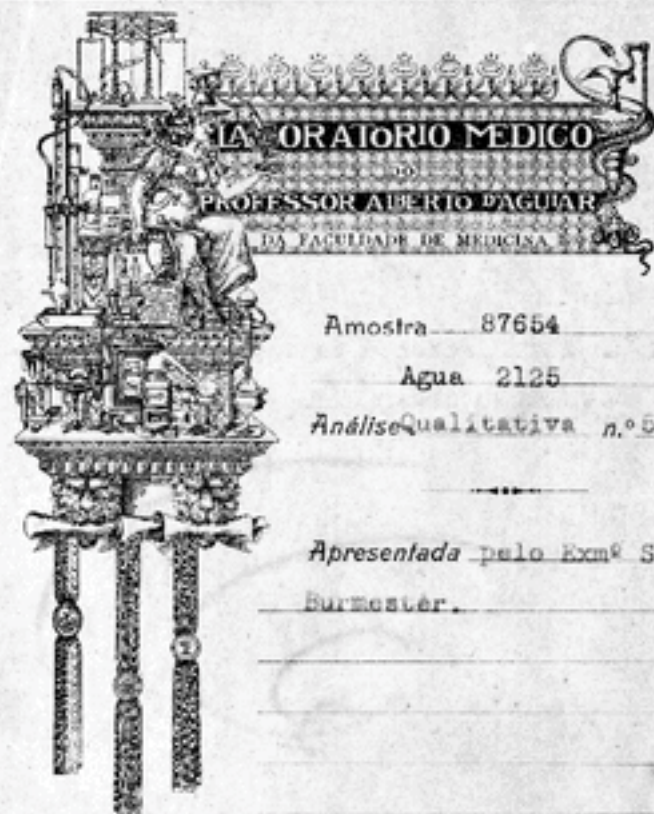 LABORATORIO MEDICO
DO
PROFESSOR ALBERTO D'AGUIAR
DA FACULDADE DE MEDICINA
Amostra 87654
Agua 2125
Análise Qualitativa n.º 5
Apresentada pelo Exmº S
Burmester.